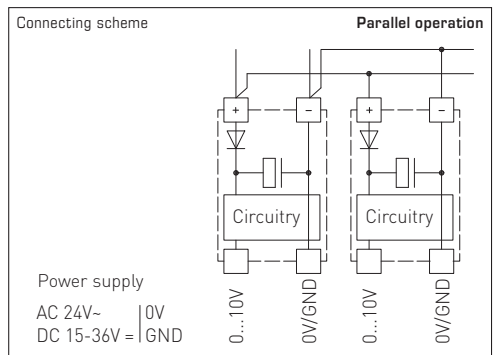 Connecting scheme
Parallel operation
+ − + −
Circuitry Circuitry
Power supply
AC 24V~ 0V
DC 15-36V = GND
0...10V
0V/GND
0...10V
0V/GND